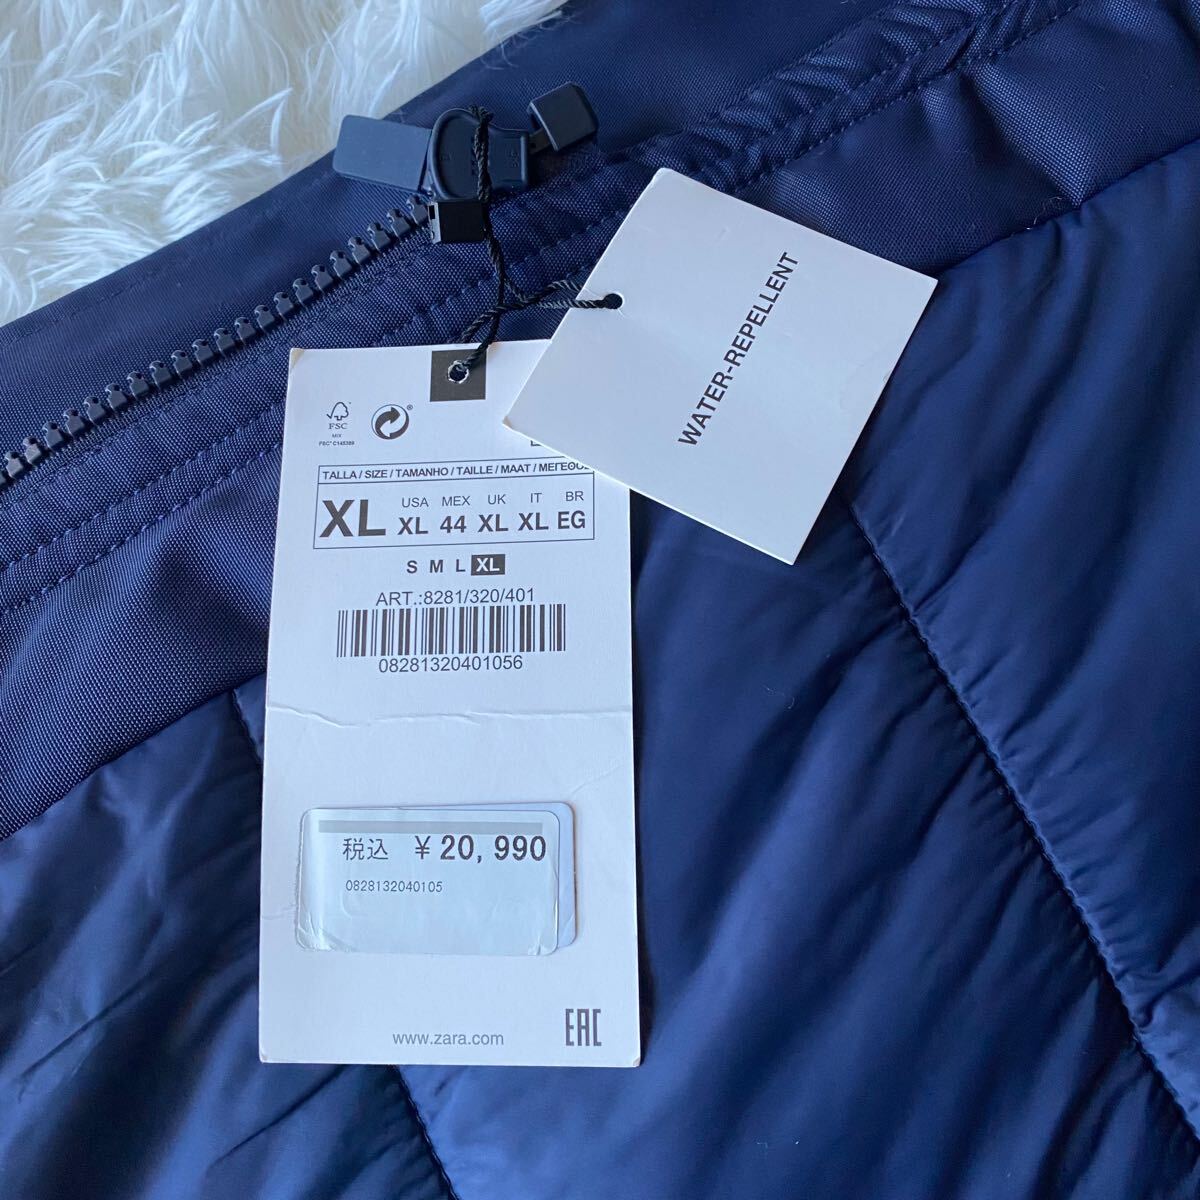 WATER-REPELLENT
FSC
MIX
FSC® C145389
®
TALLA / SIZE / TAMANHO / TAILLE / MAAT / ΜΕΓΕΘΟΣ
XL
USA MEX UK IT BR
XL 44 XL XL EG
S M L XL
ART.:8281/320/401
08281320401056
税込 ¥20,990
0828132040105
www.zara.com
EAC